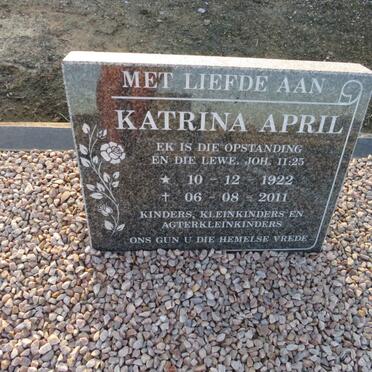 MET LIEFDE AAN
KATRINA APRIL
EK IS DIE OPSTANDING
EN DIE LEWE. JOH. 11:25
★ 10 - 12 - 1922
✝ 06 - 08 - 2011
KINDERS, KLEINKINDERS EN
AGTERKLEINKINDERS
ONS GUN U DIE HEMELSE VREDE